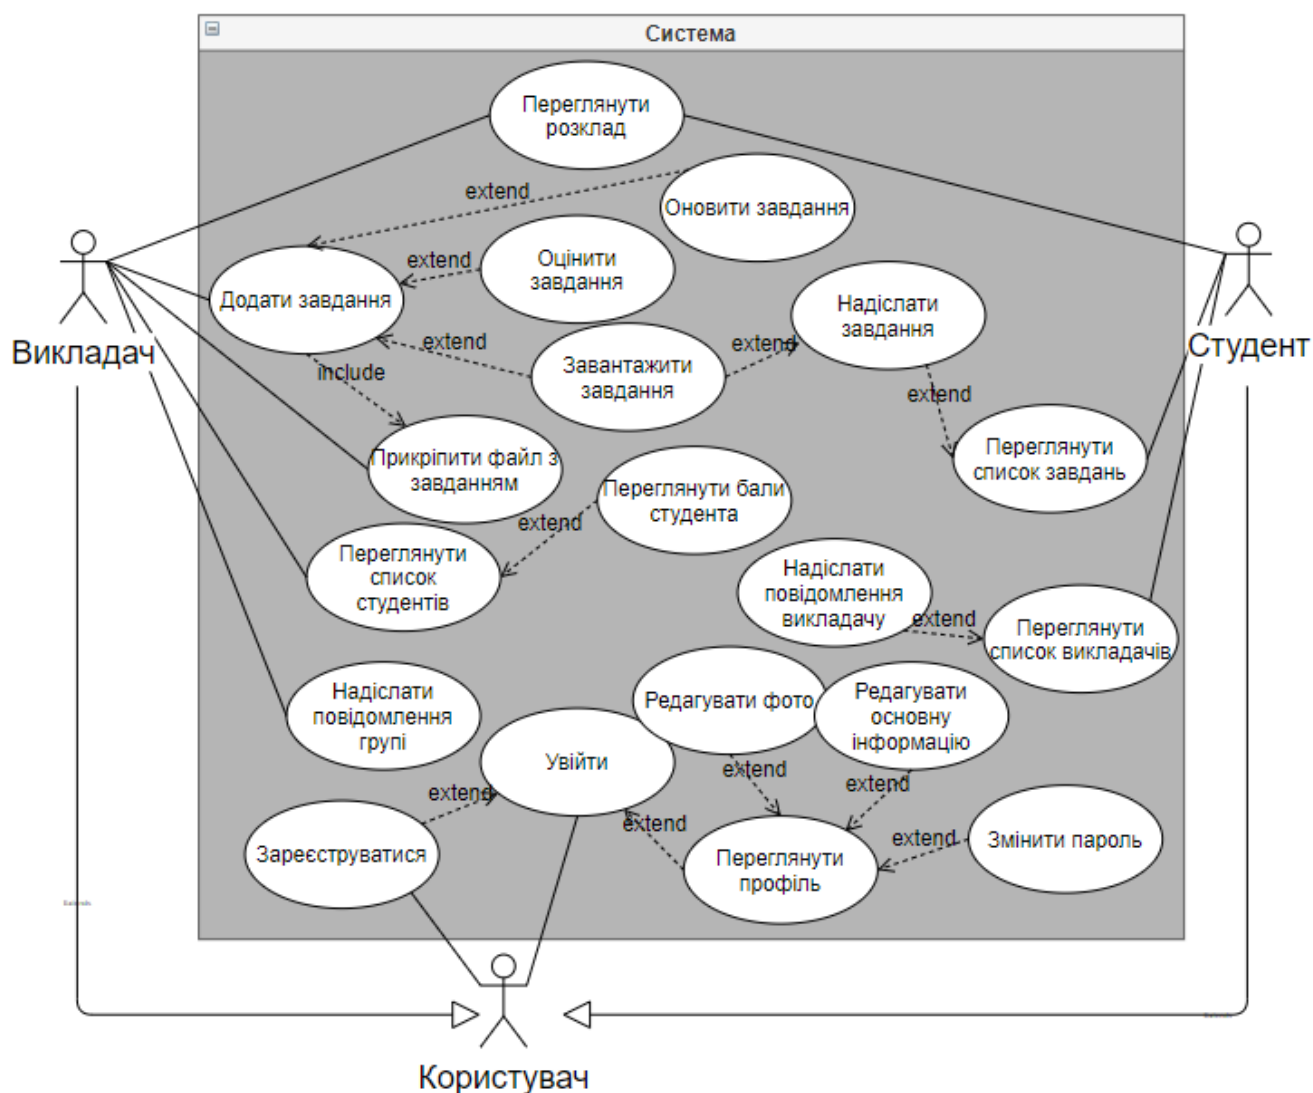 Система
Переглянути
розклад
extend
Оновити завдання
Оцінити
завдання
extend
Додати завдання
Надіслати
завдання
Викладач
Студент
extend
Завантажити
завдання
extend
include
extend
Прикріпити файл з
завданням
Переглянути
список завдань
Переглянути бали
студента
extend
Переглянути
список
студентів
Надіслати
повідомлення
викладачу
extend
Переглянути
список викладачів
Надіслати
повідомлення
групі
Редагувати фото
Редагувати
основну
інформацію
Увійти
extend
extend
extend
extend
extend
Зареєструватися
Переглянути
профіль
Змінити пароль
Користувач